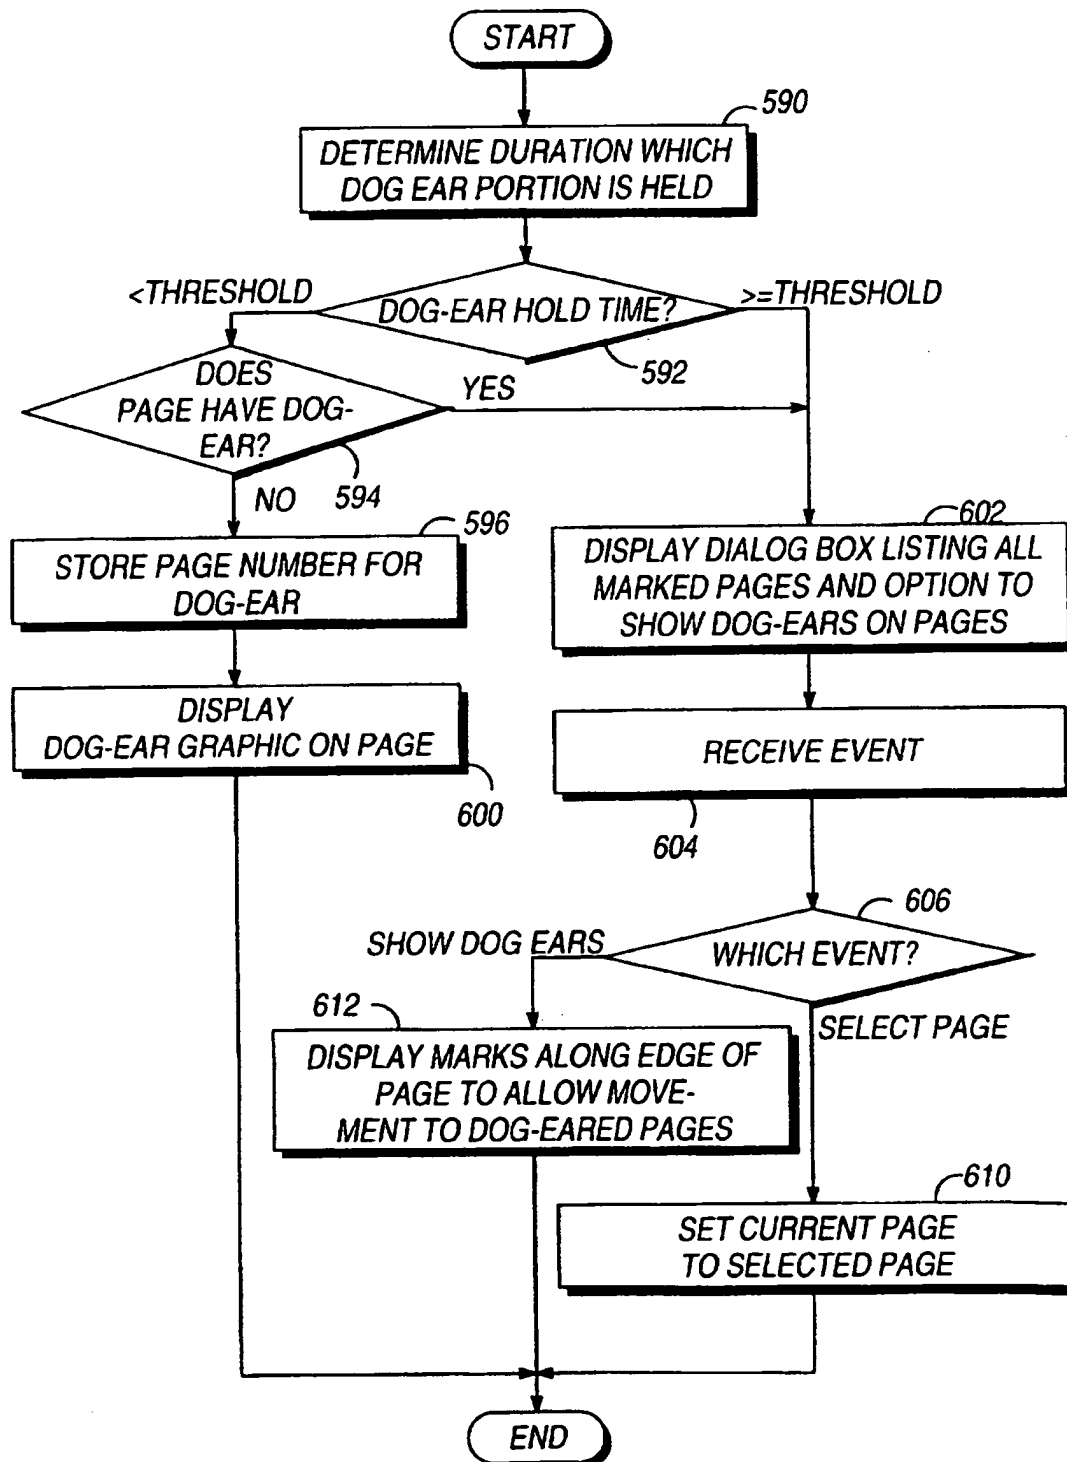 START
590
DETERMINE DURATION WHICH
DOG EAR PORTION IS HELD
<THRESHOLD
DOG-EAR HOLD TIME?
>=THRESHOLD
592
DOES
PAGE HAVE DOG-
EAR?
YES
594
NO
596
STORE PAGE NUMBER FOR
DOG-EAR
602
DISPLAY DIALOG BOX LISTING ALL
MARKED PAGES AND OPTION TO
SHOW DOG-EARS ON PAGES
DISPLAY
DOG-EAR GRAPHIC ON PAGE
600
RECEIVE EVENT
604
606
SHOW DOG EARS
WHICH EVENT?
SELECT PAGE
612
DISPLAY MARKS ALONG EDGE OF
PAGE TO ALLOW MOVE-
MENT TO DOG-EARED PAGES
610
SET CURRENT PAGE
TO SELECTED PAGE
END